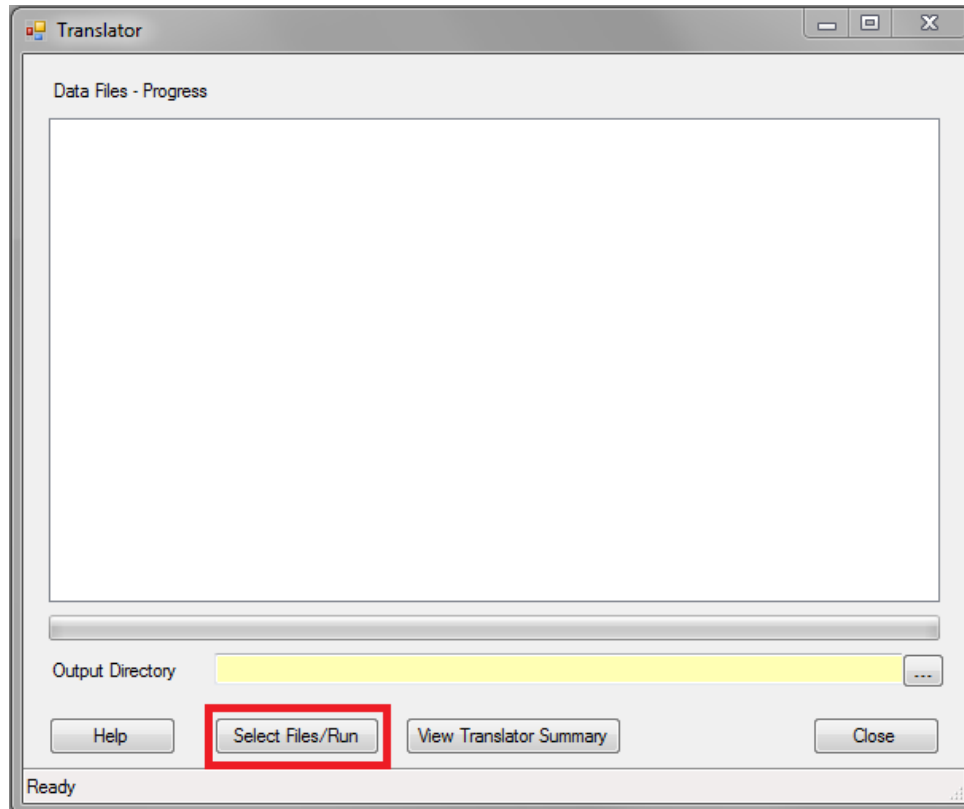 Translator
Data Files - Progress
Output Directory
...
Help Select Files/Run View Translator Summary Close
Ready